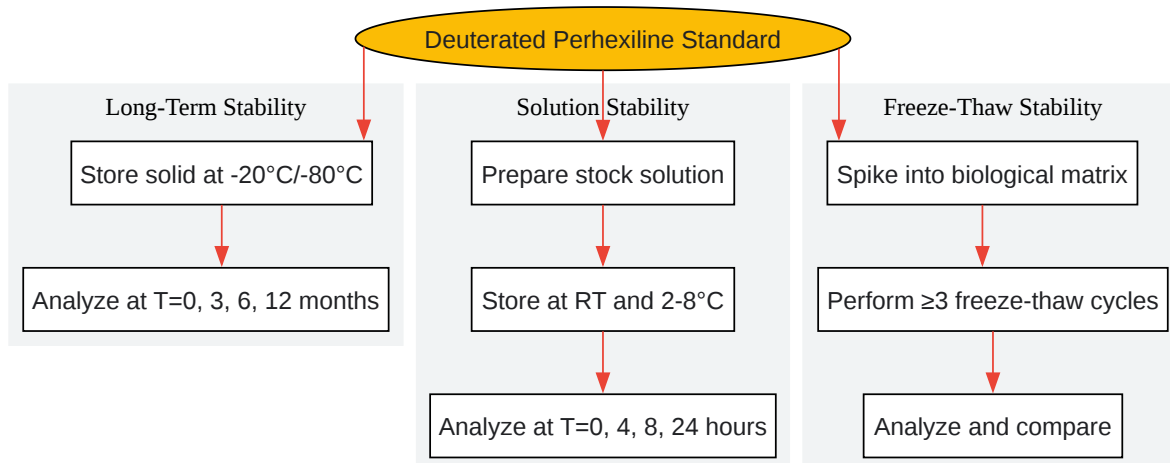 Deuterated Perhexiline Standard
Long-Term Stability
Store solid at -20°C/-80°C
Analyze at T=0, 3, 6, 12 months
Solution Stability
Prepare stock solution
Store at RT and 2-8°C
Analyze at T=0, 4, 8, 24 hours
Freeze-Thaw Stability
Spike into biological matrix
Perform ≥3 freeze-thaw cycles
Analyze and compare